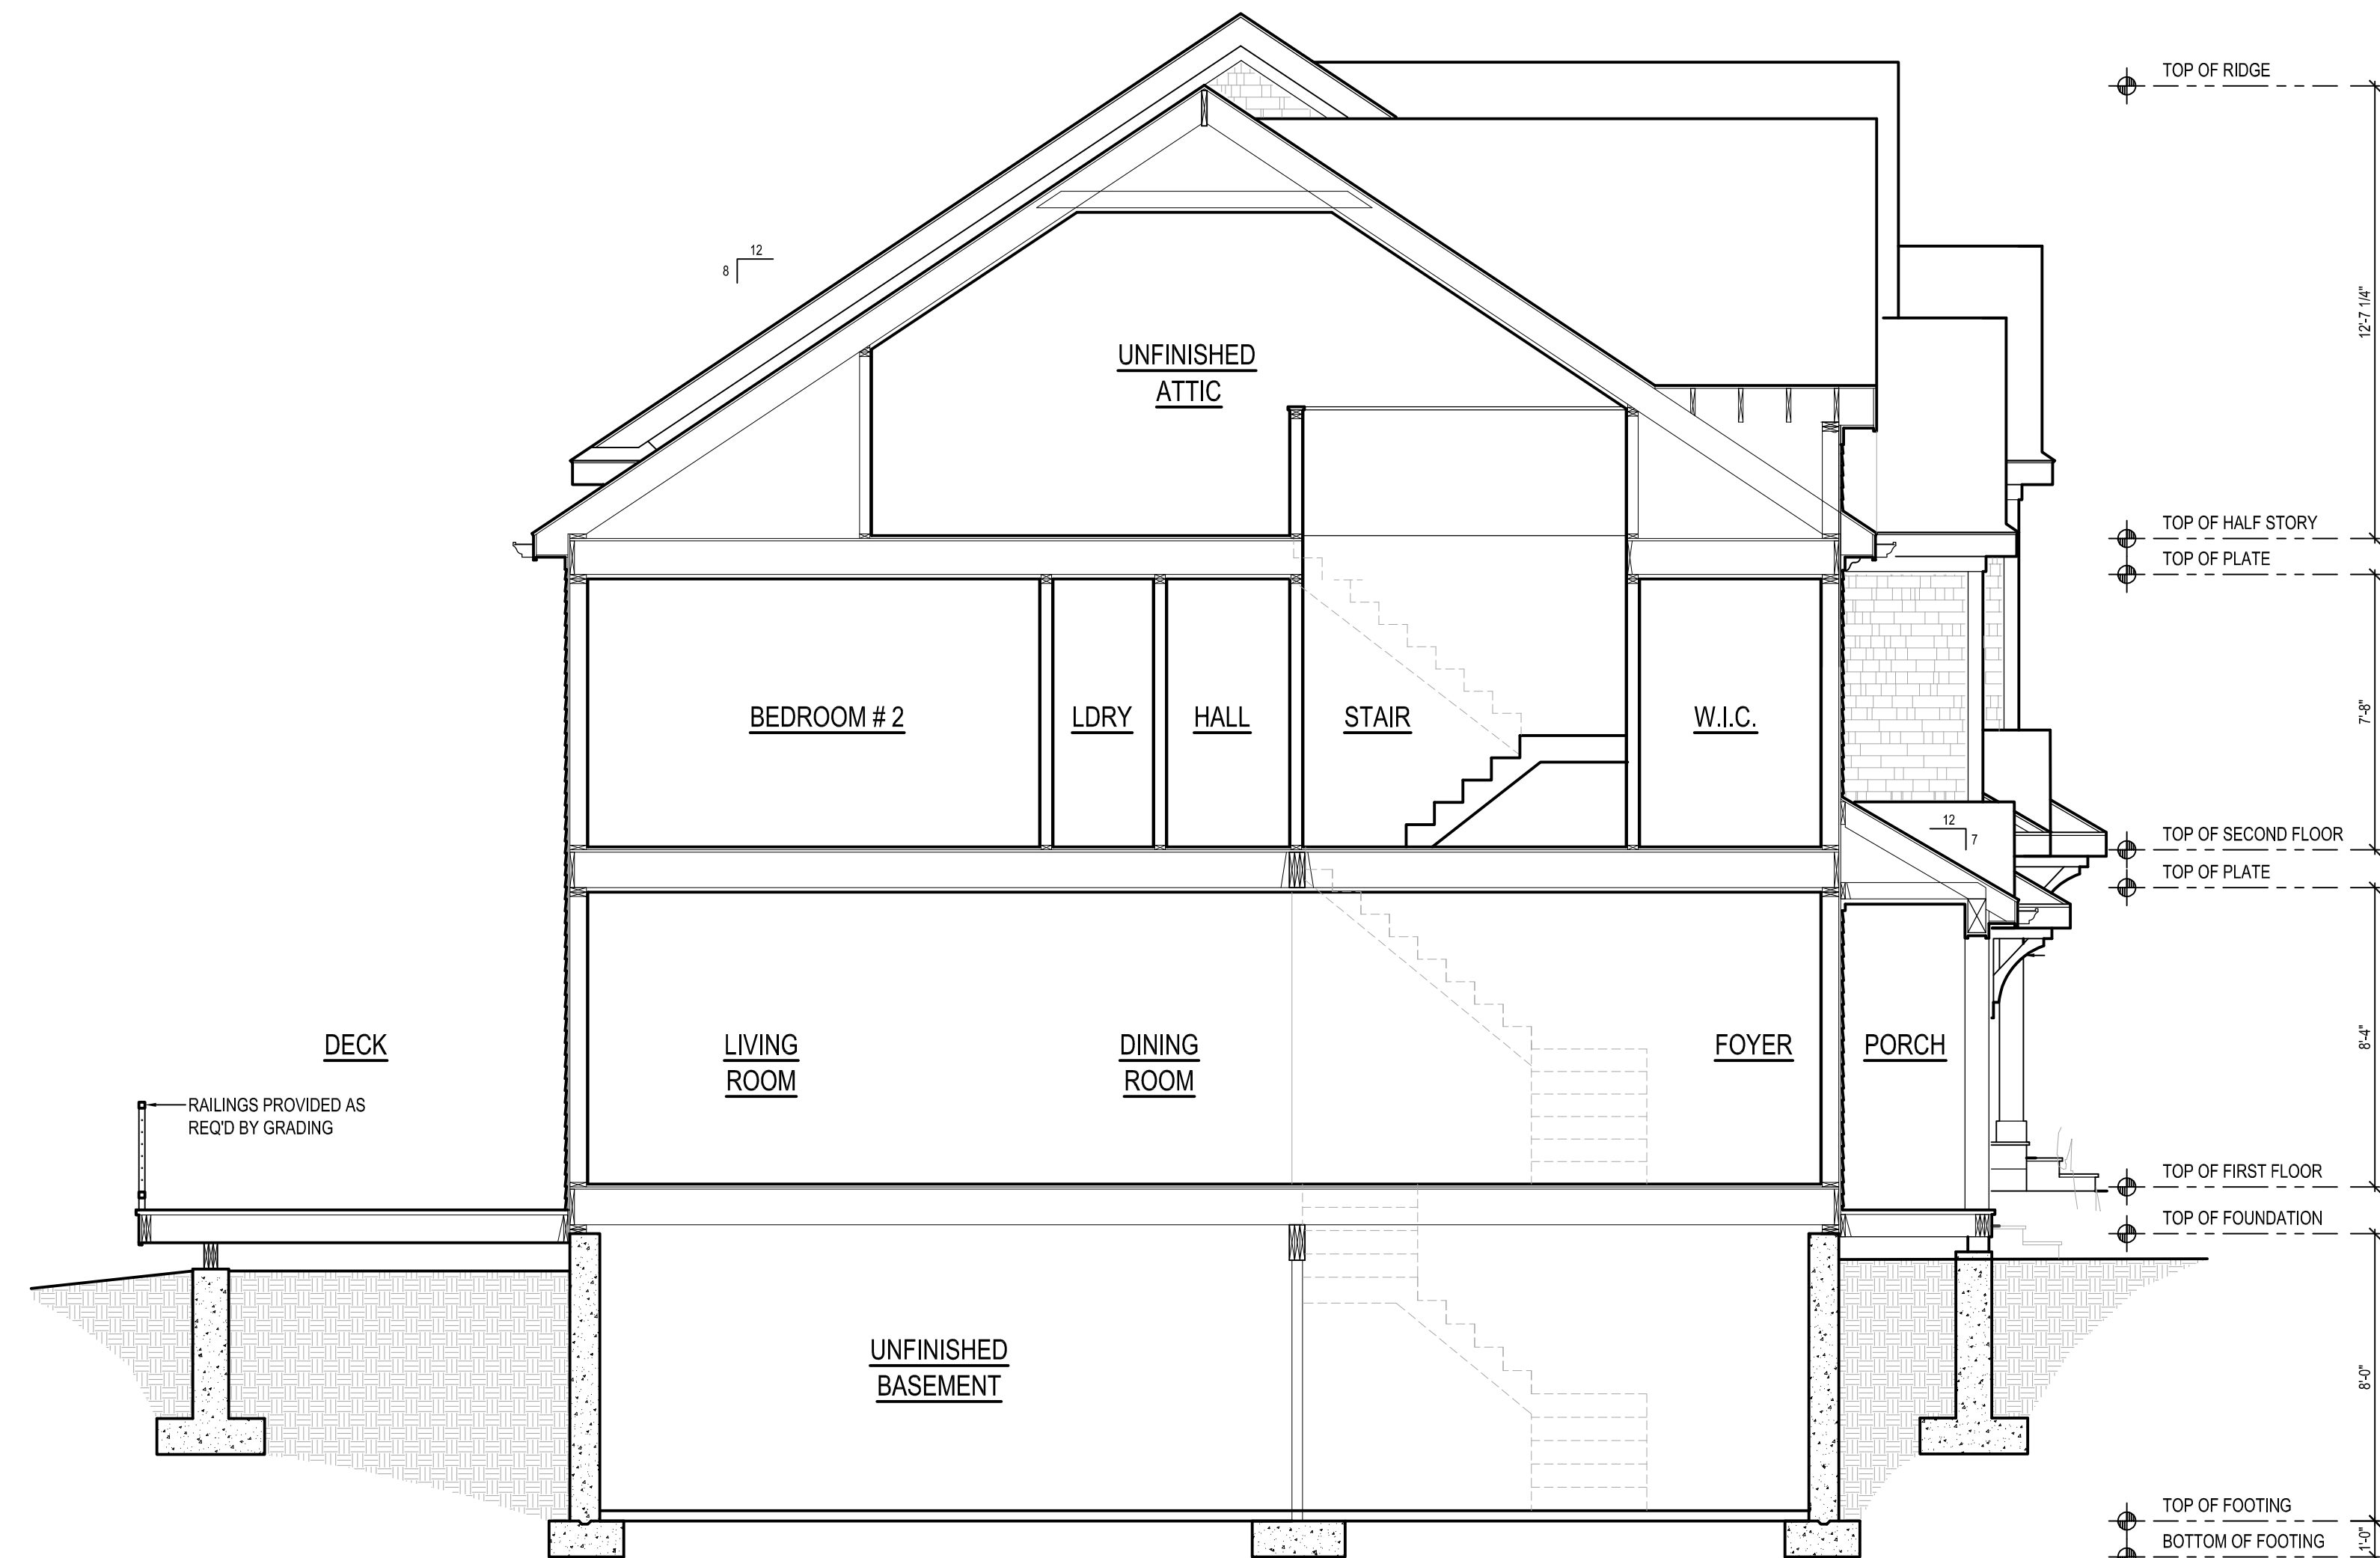 TOP OF RIDGE
12
8
12'-7 1/4"
UNFINISHED
ATTIC
TOP OF HALF STORY
TOP OF PLATE
BEDROOM # 2
LDRY
HALL
STAIR
W.I.C.
7'-8"
12
7
TOP OF SECOND FLOOR
TOP OF PLATE
DECK
LIVING
ROOM
DINING
ROOM
FOYER
PORCH
8'-4"
RAILINGS PROVIDED AS
REQ'D BY GRADING
TOP OF FIRST FLOOR
TOP OF FOUNDATION
UNFINISHED
BASEMENT
8'-0"
TOP OF FOOTING
BOTTOM OF FOOTING
1'-0"